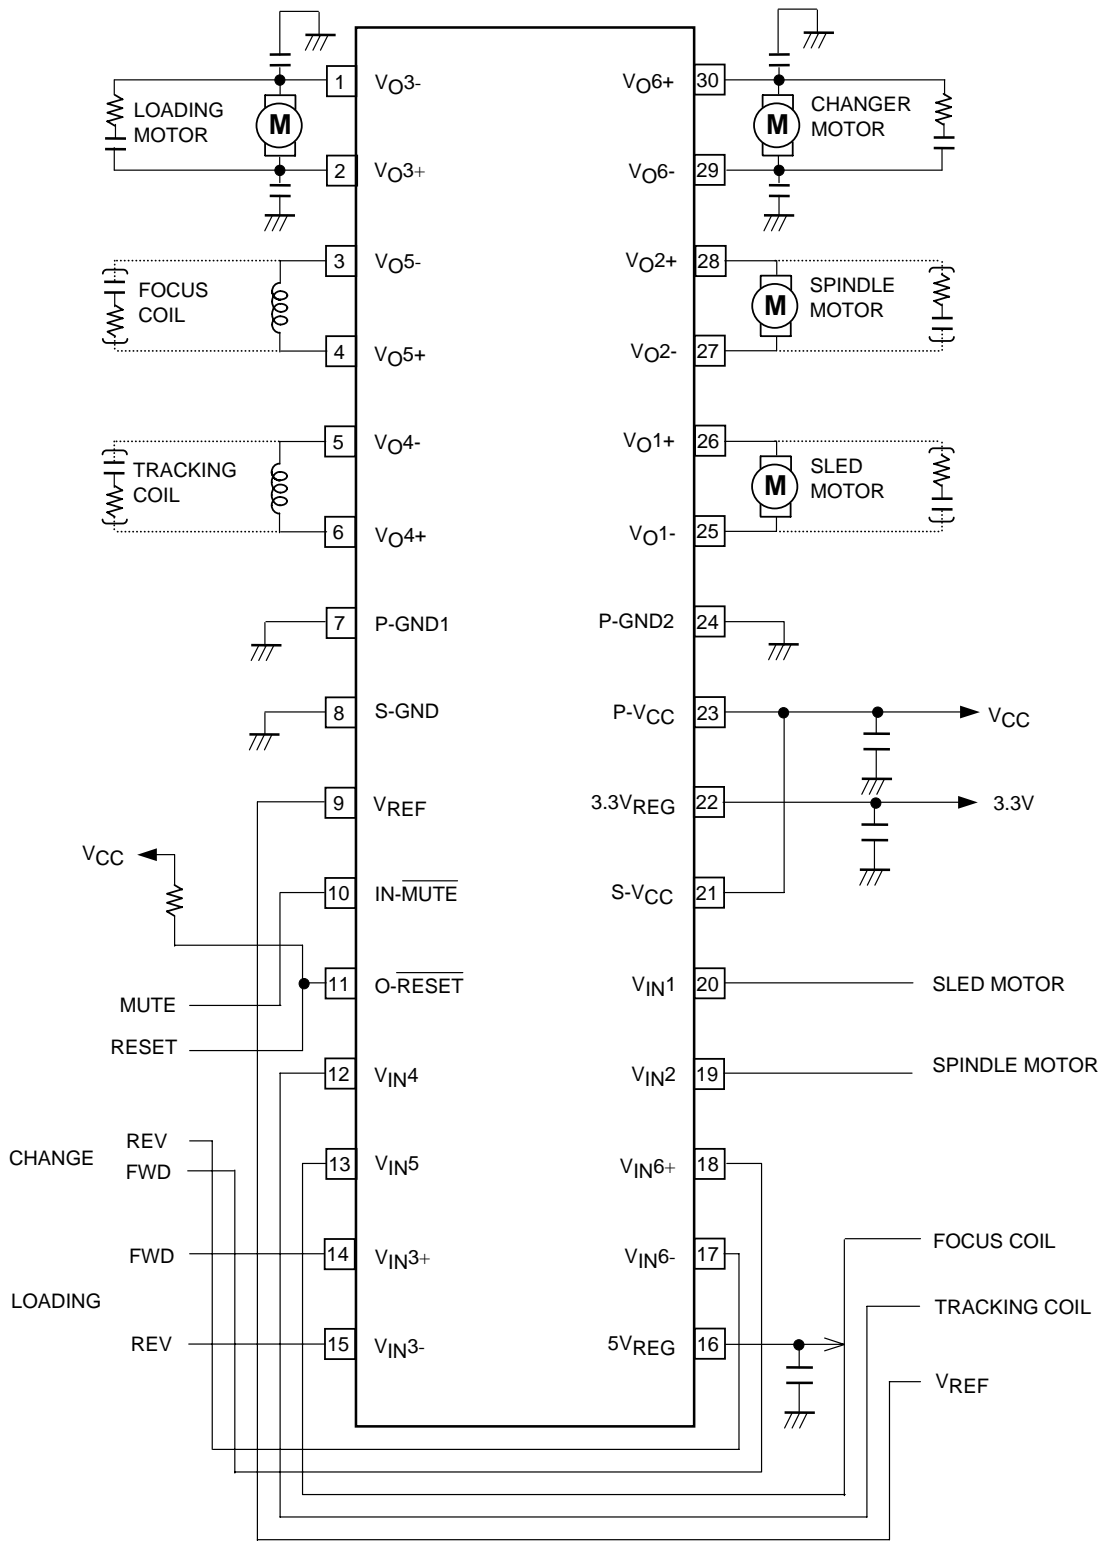 1 VO3-
VO6+ 30
LOADING
MOTOR
M
M
CHANGER
MOTOR
2 VO3+
VO6- 29
3 VO5-
VO2+ 28
FOCUS
COIL
M
SPINDLE
MOTOR
4 VO5+
VO2- 27
5 VO4-
VO1+ 26
TRACKING
COIL
M
SLED
MOTOR
6 VO4+
VO1- 25
7 P-GND1
P-GND2 24
8 S-GND
P-VCC 23
VCC
9 VREF
3.3VREG 22
3.3V
VCC
10 IN-MUTE
S-VCC 21
11 O-RESET
VIN1 20
SLED MOTOR
MUTE
RESET
12 VIN4
VIN2 19
SPINDLE MOTOR
CHANGE
REV
FWD
13 VIN5
VIN6+ 18
FWD
14 VIN3+
VIN6- 17
FOCUS COIL
LOADING
TRACKING COIL
REV
15 VIN3-
5VREG 16
VREF